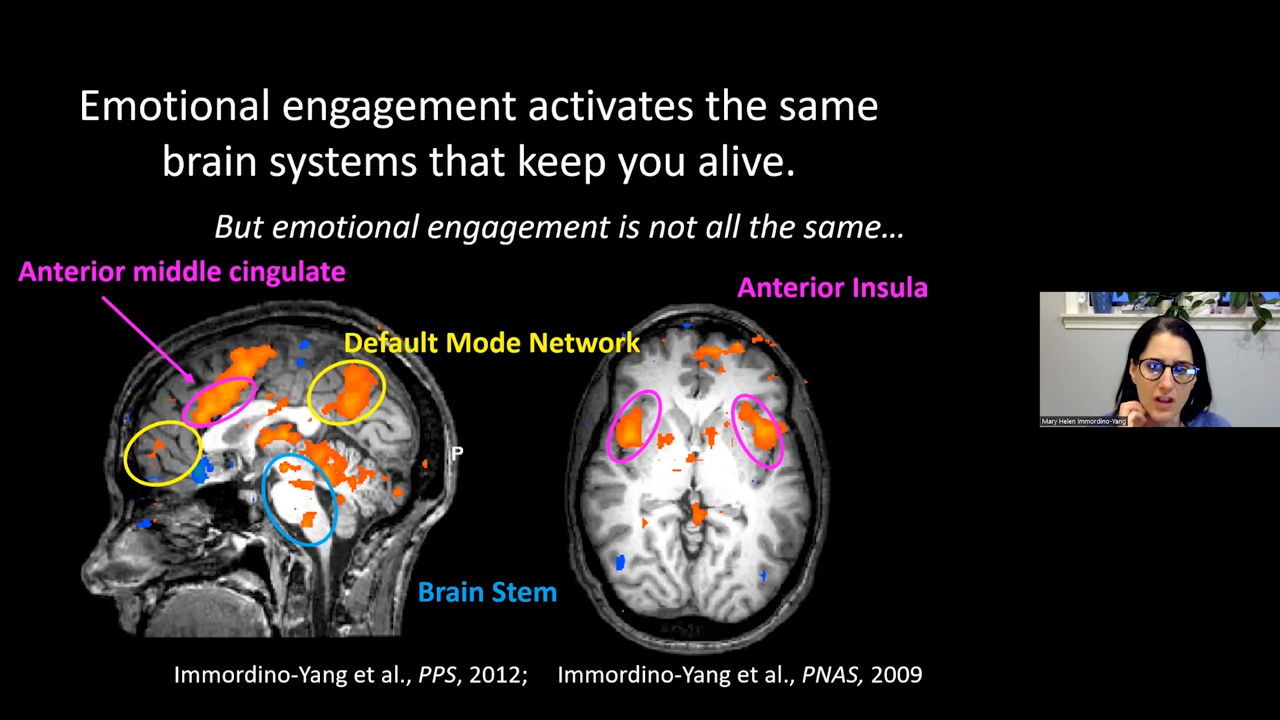 Emotional engagement activates the same
brain systems that keep you alive.
But emotional engagement is not all the same…
Anterior middle cingulate
Anterior Insula
Default Mode Network
P
Brain Stem
Immordino-Yang et al., PPS, 2012;
Immordino-Yang et al., PNAS, 2009
Mary Helen Immordino-Yang